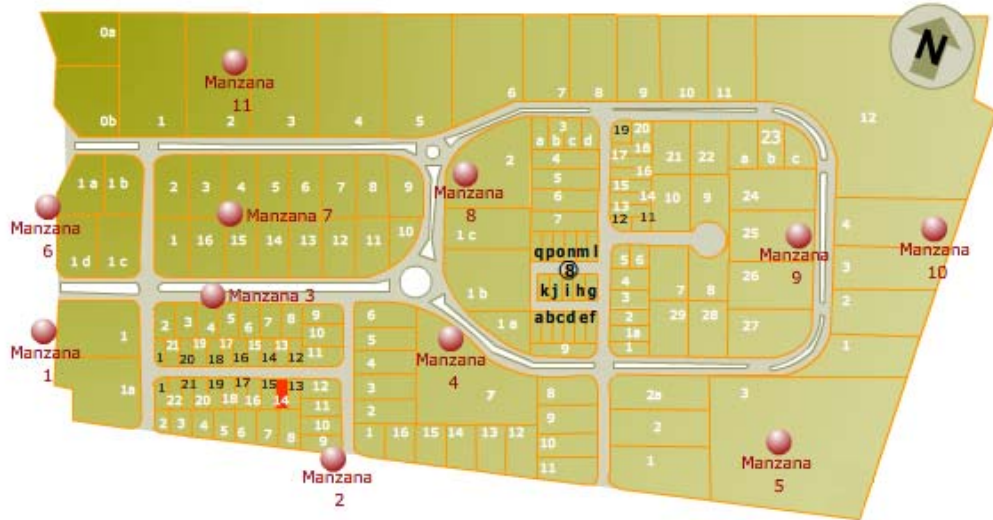 0a
Manzana
11
N
0b 1 2 3 4 5 6 7 8 9 10 11
12
1 a 1 b
2 3 4 5 6 7 8 9
Manzana 7
1 16 15 14 13 12 11 10
Manzana
6
1 d 1 c
2
Manzana
8
1 c
1 b
1 a
3
a b c d
4
5
6
7
qponml
8
kjihg
abcdef
9
19 20
17 18
16
15
13 14
12 11
21 22
10 9
23
a b c
24
25
Manzana
9
26
27
5 6
4
3
2
1a
1
7 8
29 28
4
Manzana
10
3
2
1
Manzana 3
2 3 4 5 6 7 8 9
10
21 19 17 15 13 11
1 20 18 16 14 12
1
Manzana
1
1a
1 21 19 17 15 13 12
22 20 18 16 14 11
2 3 4 5 6 7 8 10
9
Manzana
2
6
5
4
3
2
Manzana
4
7
1 16 15 14 13 12
8
9
10
11
2a
2
1
3
Manzana
5